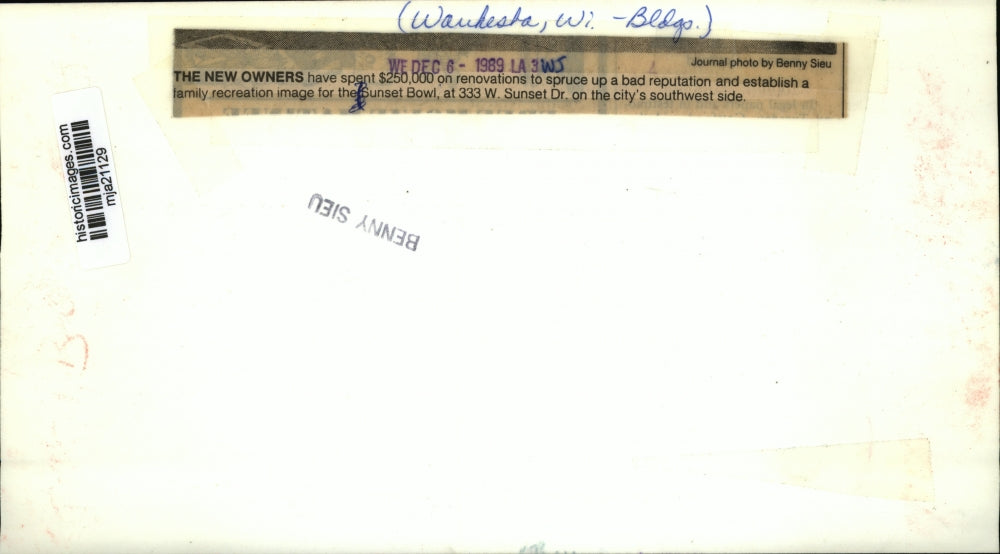 (Waukesha, Wi. - Bldgs.)
Journal photo by Benny Sieu
WE DEC 6 - 1989 LA 3 WS
THE NEW OWNERS have spent $250,000 on renovations to spruce up a bad reputation and establish a
family recreation image for the Sunset Bowl, at 333 W. Sunset Dr. on the city's southwest side.
historicimages.com
mja21129
BENNY SIEU